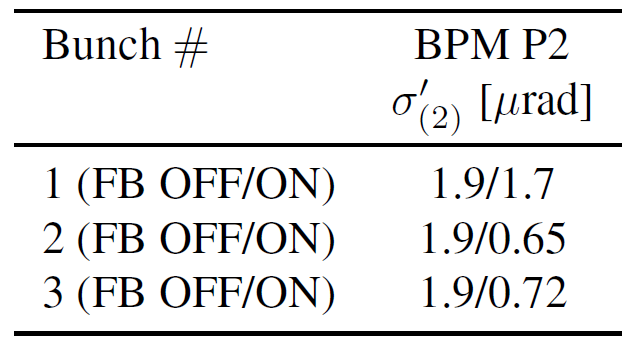 Bunch # BPM P2
σ′(2) [μrad]
1 (FB OFF/ON) 1.9/1.7
2 (FB OFF/ON) 1.9/0.65
3 (FB OFF/ON) 1.9/0.72